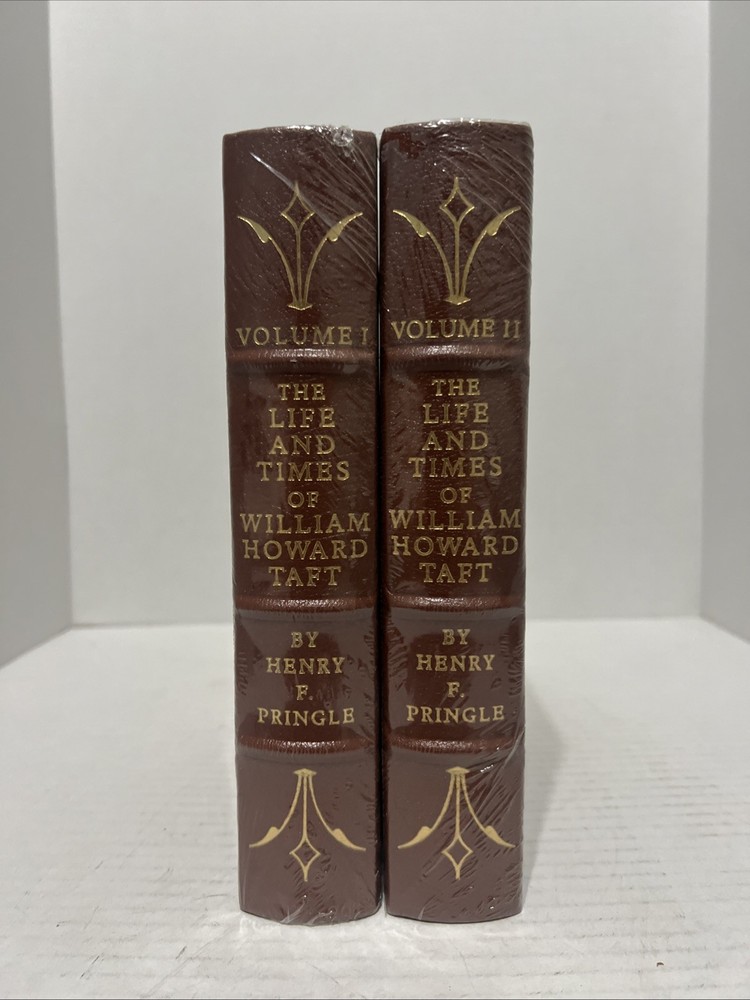 VOLUME I
THE
LIFE
AND
TIMES
OF
WILLIAM
HOWARD
TAFT
BY
HENRY
F.
PRINGLE
VOLUME II
THE
LIFE
AND
TIMES
OF
WILLIAM
HOWARD
TAFT
BY
HENRY
F.
PRINGLE